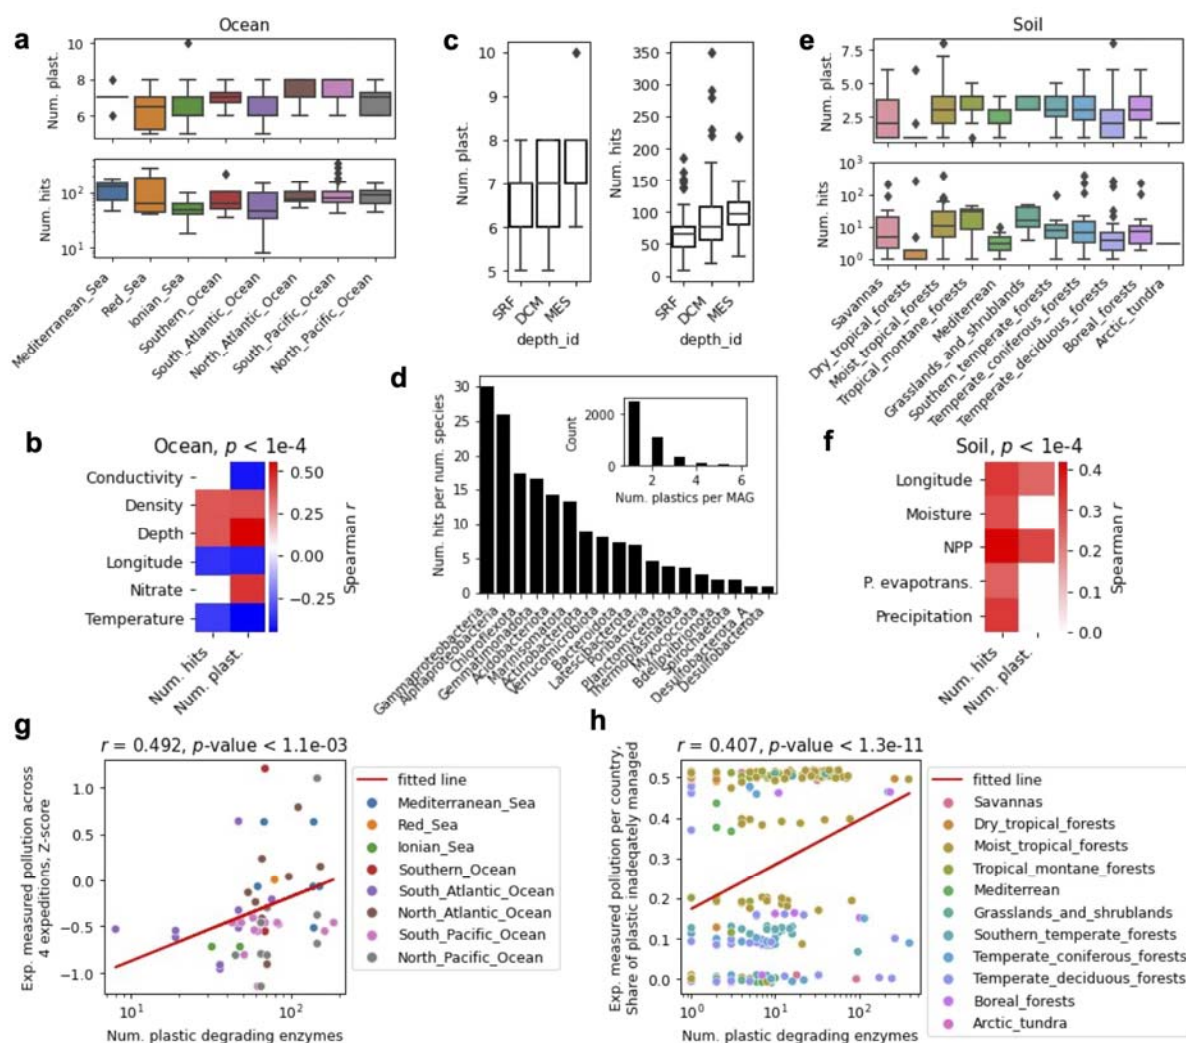 a
Ocean
Num. plast.
10
8
6
Num. hits
10²
10¹
Mediterranean_Sea
Red_Sea
Ionian_Sea
Southern_Ocean
South_Atlantic_Ocean
North_Atlantic_Ocean
South_Pacific_Ocean
North_Pacific_Ocean
c
Num. plast.
10
9
8
7
6
5
SRF
DCM
MES
depth_id
Num. hits
350
300
250
200
150
100
50
0
SRF
DCM
MES
depth_id
e
Soil
Num. plast.
7.5
5.0
2.5
Num. hits
10³
10²
10¹
10⁰
Savannas
Dry_tropical_forests
Moist_tropical_forests
Tropical_montane_forests
Mediterrean
Grasslands_and_shrublands
Southern_temperate_forests
Temperate_coniferous_forests
Temperate_deciduous_forests
Boreal_forests
Arctic_tundra
b
Ocean, p < 1e-4
Conductivity
Density
Depth
Longitude
Nitrate
Temperature
Num. hits
Num. plast.
0.50
0.25
0.00
−0.25
Spearman r
d
Num. hits per num. species
30
25
20
15
10
5
0
Count
2000
0
2
4
6
Num. plastics per MAG
Gammaproteobacteria
Alphaproteobacteria
Chloroflexota
Gemmatimonadota
Acidobacteriota
Marinisomatota
Actinobacteriota
Verrucomicrobiota
Bacteroidota
Latescibacterota
Poribacteria
Planctomycetota
Thermoplasmatota
Myxococcota
Bdellovibrionota
Spirochaetota
Desulfobacterota_A
Desulfobacterota
f
Soil, p < 1e-4
Longitude
Moisture
NPP
P. evapotrans.
Precipitation
Num. hits
Num. plast.
0.4
0.3
0.2
0.1
0.0
Spearman r
g
r = 0.492, p-value < 1.1e-03
Exp. measured pollution across
4 expeditions, Z-score
1.0
0.5
0.0
−0.5
−1.0
10¹
10²
Num. plastic degrading enzymes
fitted line
Mediterranean_Sea
Red_Sea
Ionian_Sea
Southern_Ocean
South_Atlantic_Ocean
North_Atlantic_Ocean
South_Pacific_Ocean
North_Pacific_Ocean
h
r = 0.407, p-value < 1.3e-11
Exp. measured pollution per country,
Share of plastic inadeqately managed
0.5
0.4
0.3
0.2
0.1
0.0
10⁰
10¹
10²
Num. plastic degrading enzymes
fitted line
Savannas
Dry_tropical_forests
Moist_tropical_forests
Tropical_montane_forests
Mediterrean
Grasslands_and_shrublands
Southern_temperate_forests
Temperate_coniferous_forests
Temperate_deciduous_forests
Boreal_forests
Arctic_tundra